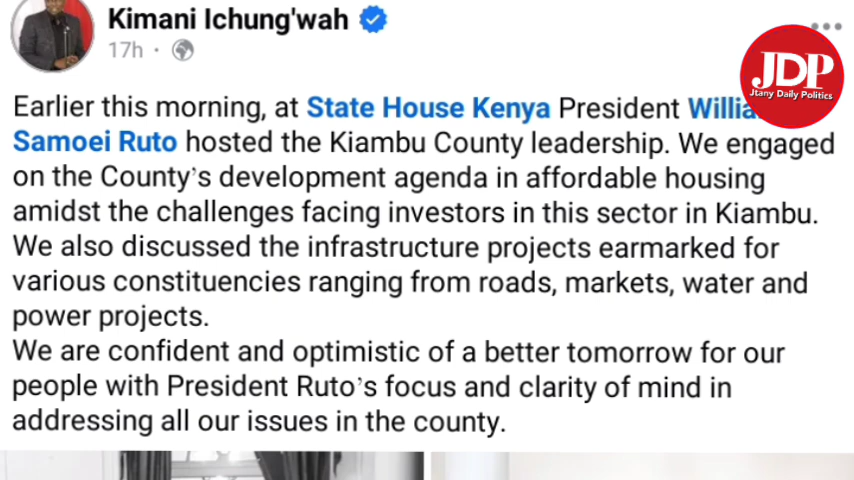 Kimani Ichung'wah
17h
JDP
Jtany Daily Politics
Earlier this morning, at State House Kenya President
Samoei Ruto hosted the Kiambu County leadership. We engaged
on the County's development agenda in affordable housing
amidst the challenges facing investors in this sector in Kiambu.
We also discussed the infrastructure projects earmarked for
various constituencies ranging from roads, markets, water and
power projects.
We are confident and optimistic of a better tomorrow for our
people with President Ruto's focus and clarity of mind in
addressing all our issues in the county.